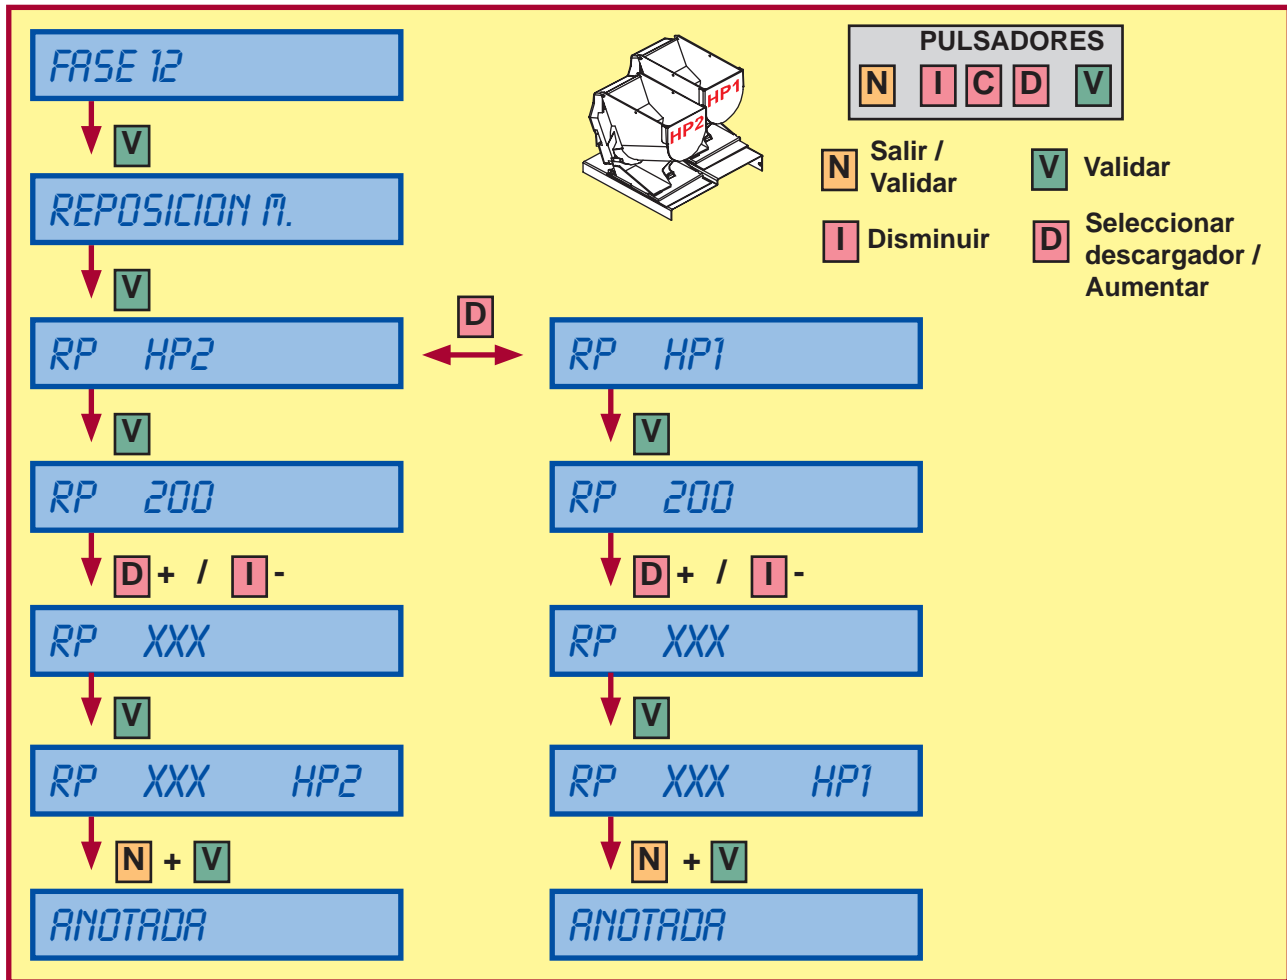 FASE 12
V
REPOSICION M.
V
RP HP2
D
RP HP1
V
V
RP 200
RP 200
D + / I -
D + / I -
RP XXX
RP XXX
V
V
RP XXX HP2
RP XXX HP1
N + V
N + V
ANOTADA
ANOTADA
HP1
HP2
PULSADORES
N I C D V
N Salir /
Validar
V Validar
I Disminuir
D Seleccionar
descargador /
Aumentar